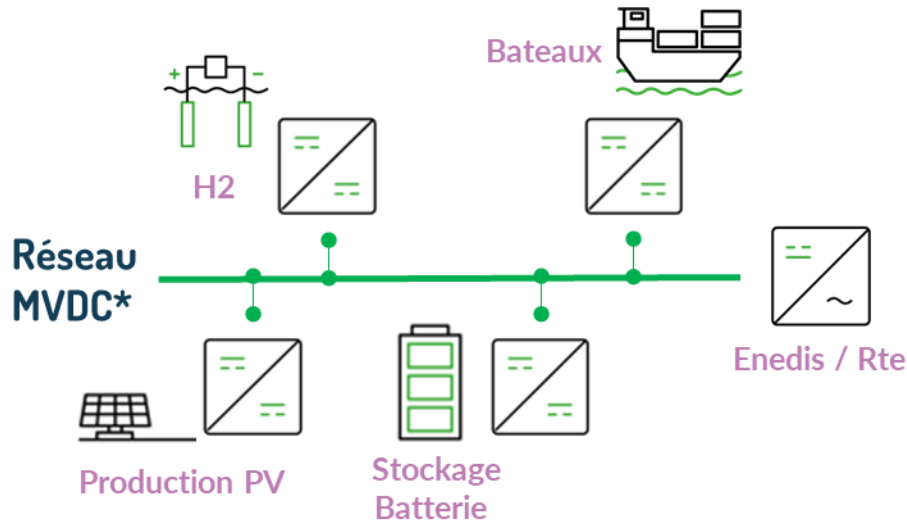 Bateaux
+ −
H2
Réseau
MVDC*
Enedis / Rte
Production PV
Stockage
Batterie